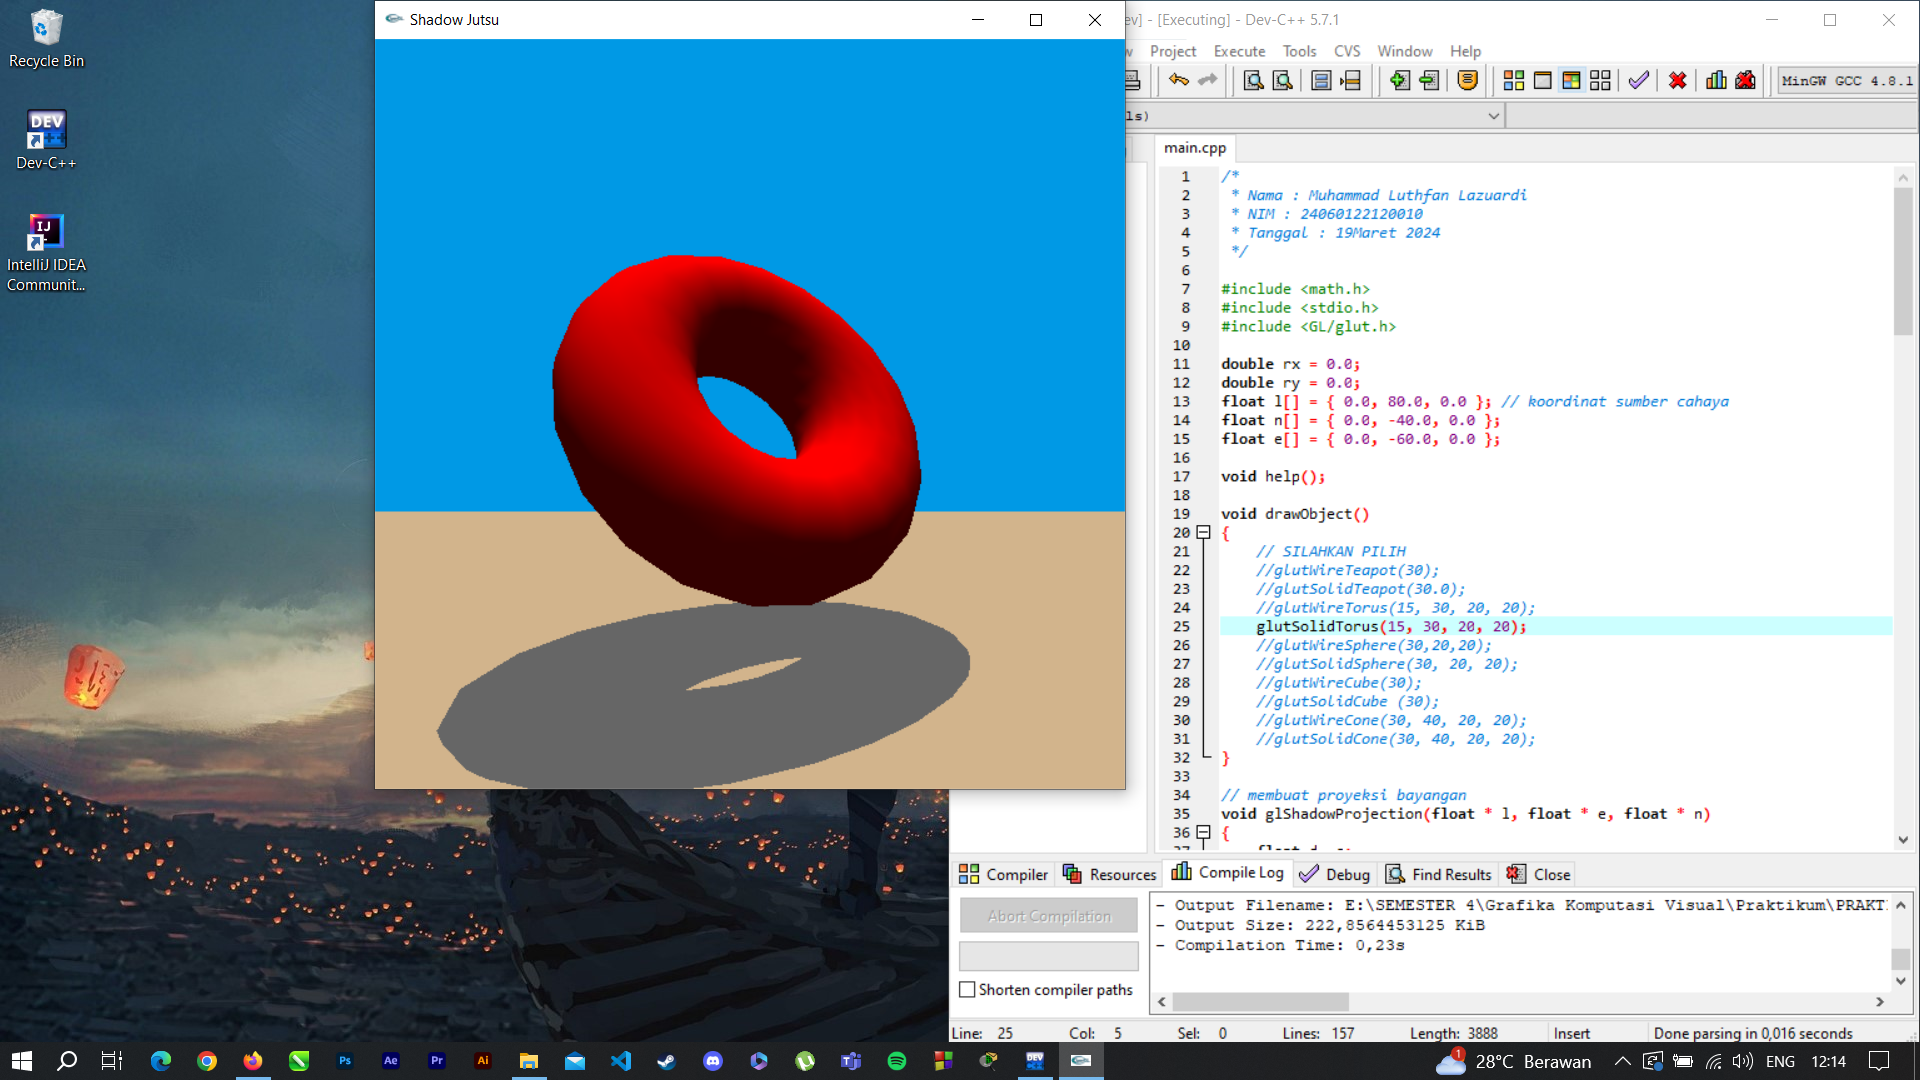 Recycle Bin
DEV
Dev-C++
IJ
IntelliJ IDEA
Communit...
Shadow Jutsu
[Executing] - Dev-C++ 5.7.1
Project Execute Tools CVS Window Help
MinGW GCC 4.8.1
main.cpp
1 /*
2 * Nama : Muhammad Luthfan Lazuardi
3 * NIM : 24060122120010
4 * Tanggal : 19Maret 2024
5 */
6
7 #include <math.h>
8 #include <stdio.h>
9 #include <GL/glut.h>
10
11 double rx = 0.0;
12 double ry = 0.0;
13 float l[] = { 0.0, 80.0, 0.0 }; // koordinat sumber cahaya
14 float n[] = { 0.0, -40.0, 0.0 };
15 float e[] = { 0.0, -60.0, 0.0 };
16
17 void help();
18
19 void drawObject()
20 {
21 // SILAHKAN PILIH
22 //glutWireTeapot(30);
23 //glutSolidTeapot(30.0);
24 //glutWireTorus(15, 30, 20, 20);
25 glutSolidTorus(15, 30, 20, 20);
26 //glutWireSphere(30,20,20);
27 //glutSolidSphere(30, 20, 20);
28 //glutWireCube(30);
29 //glutSolidCube (30);
30 //glutWireCone(30, 40, 20, 20);
31 //glutSolidCone(30, 40, 20, 20);
32 }
33
34 // membuat proyeksi bayangan
35 void glShadowProjection(float * l, float * e, float * n)
36 {
Compiler Resources Compile Log Debug Find Results Close
Abort Compilation
Shorten compiler paths
- Output Filename: E:\SEMESTER 4\Grafika Komputasi Visual\Praktikum\PRAKT
- Output Size: 222,8564453125 KiB
- Compilation Time: 0,23s
Line: 25 Col: 5 Sel: 0 Lines: 157 Length: 3888 Insert Done parsing in 0,016 seconds
Ps Ae Pr Ai DEV 1 28°C Berawan ENG 12:14